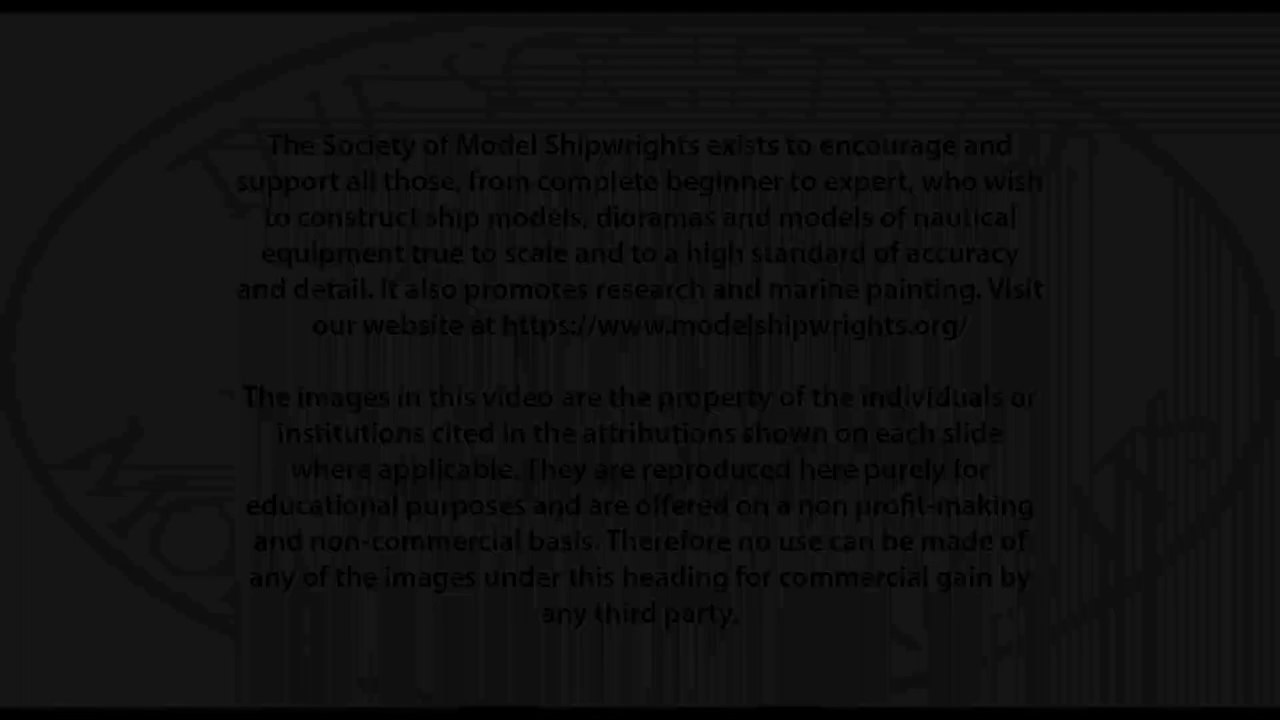 The Society of Model Shipwrights exists to encourage and
support all those, from complete beginner to expert, who wish
to construct ship models, dioramas and models of nautical
equipment true to scale and to a high standard of accuracy
and detail. It also promotes research and marine painting. Visit
our website at https://www.modelshipwrights.org/
The images in this video are the property of the individuals or
institutions cited in the attributions shown on each slide
where applicable. They are reproduced here purely for
educational purposes and are offered on a non profit-making
and non-commercial basis. Therefore no use can be made of
any of the images under this heading for commercial gain by
any third party.